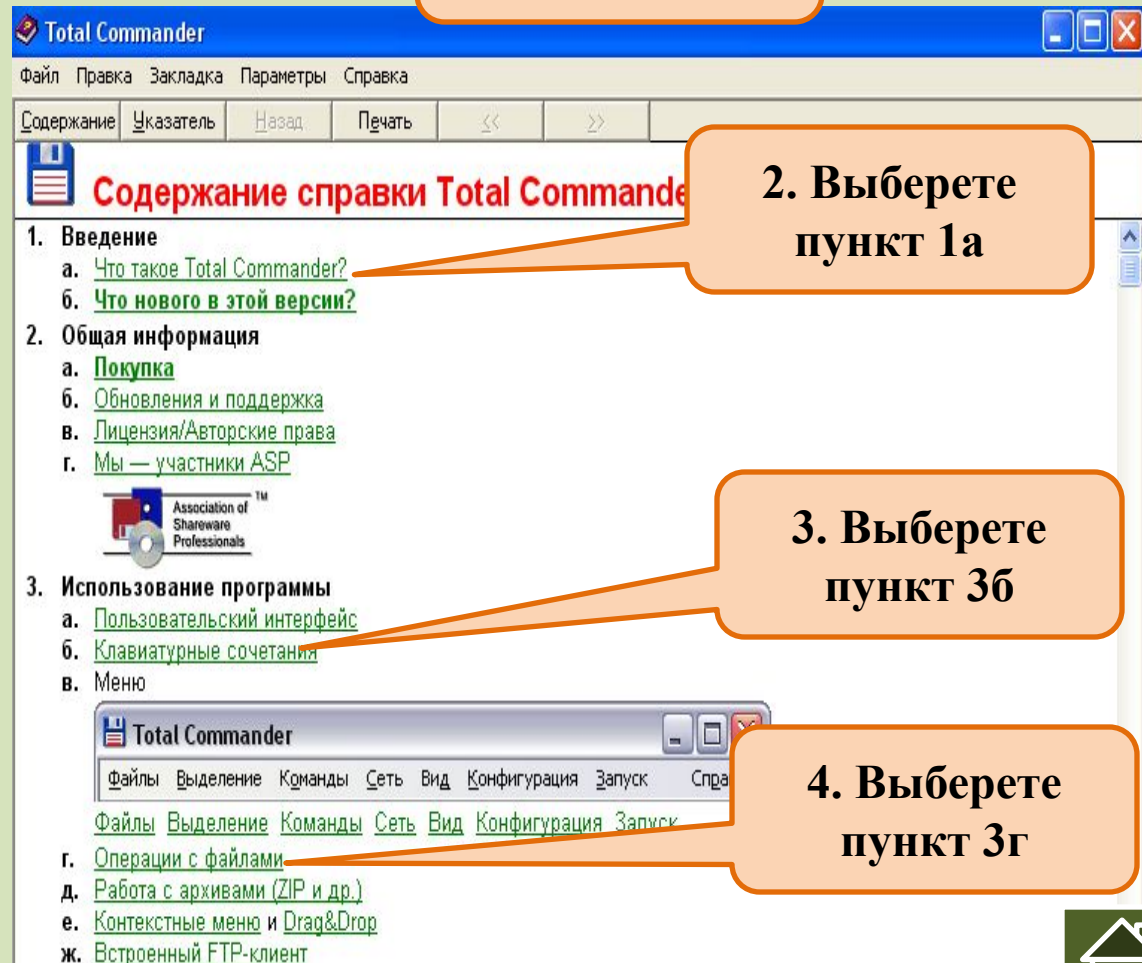 Total Commander
Файл Правка Закладка Параметры Справка
Содержание Указатель Назад Печать << >>
Содержание справки Total Commande
2. Выберете
пункт 1а
1. Введение
а. Что такое Total Commander?
б. Что нового в этой версии?
2. Общая информация
а. Покупка
б. Обновления и поддержка
в. Лицензия/Авторские права
г. Мы — участники ASP
Association of
Shareware
Professionals
TM
3. Выберете
пункт 3б
3. Использование программы
а. Пользовательский интерфейс
б. Клавиатурные сочетания
в. Меню
Total Commander
Файлы Выделение Команды Сеть Вид Конфигурация Запуск Спра
Файлы Выделение Команды Сеть Вид Конфигурация Запуск
4. Выберете
пункт 3г
г. Операции с файлами
д. Работа с архивами (ZIP и др.)
е. Контекстные меню и Drag&Drop
ж. Встроенный FTP-клиент